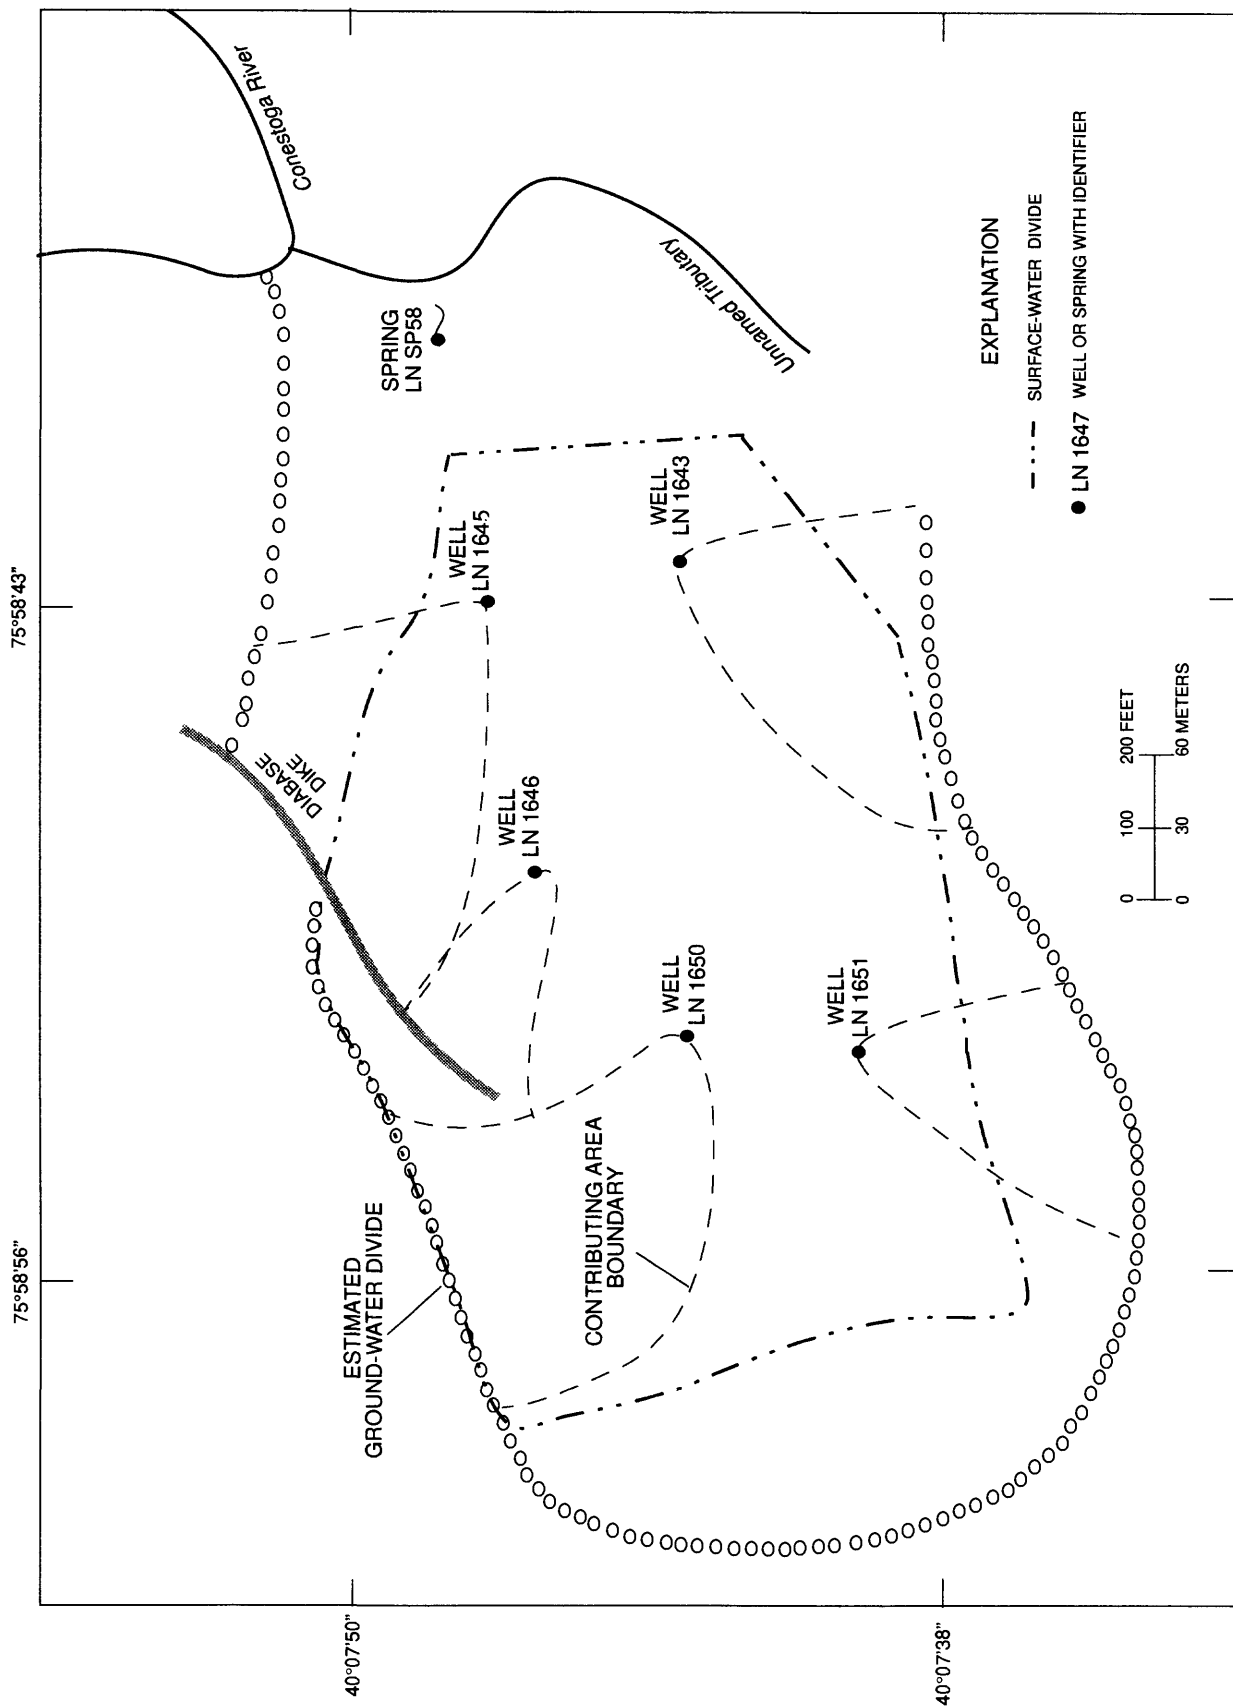 75°58'56"
75°58'43"
40°07'50"
40°07'38"
Conestoga River
Unnamed Tributary
SPRING
LN SP58
DIABASE
DIKE
WELL
LN 1645
WELL
LN 1646
WELL
LN 1643
WELL
LN 1650
WELL
LN 1651
ESTIMATED
GROUND-WATER DIVIDE
CONTRIBUTING AREA
BOUNDARY
EXPLANATION
SURFACE-WATER DIVIDE
LN 1647 WELL OR SPRING WITH IDENTIFIER
0 100 200 FEET
0 30 60 METERS